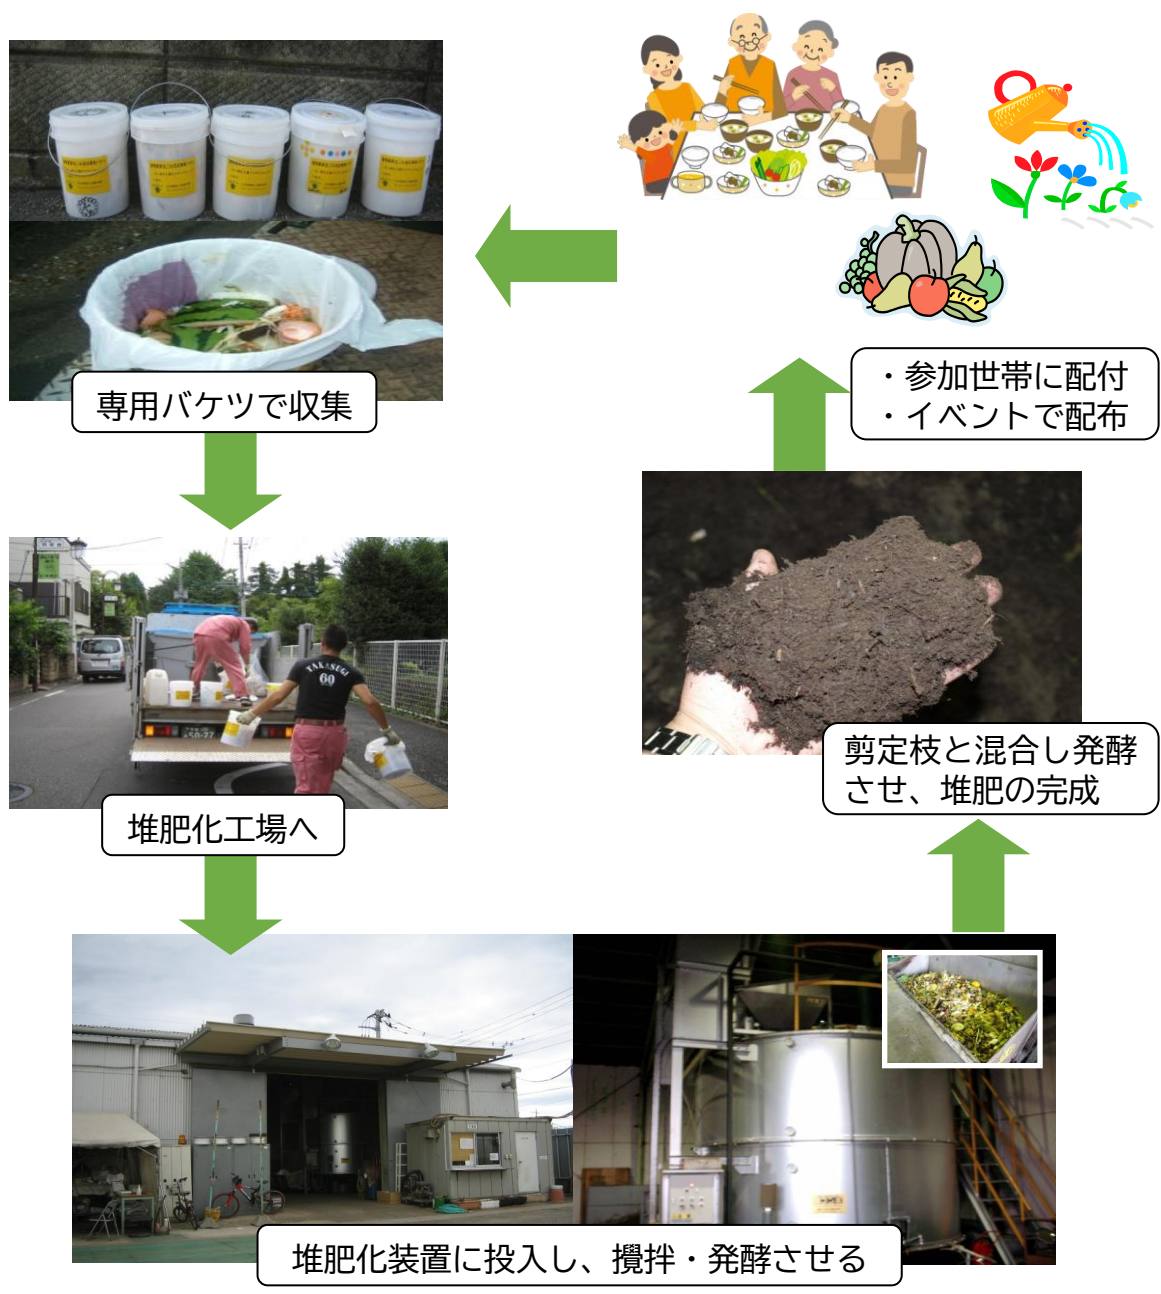 専用バケツで収集
・参加世帯に配付
・イベントで配布
TAKASUGI
60
堆肥化工場へ
剪定枝と混合し発酵
させ、堆肥の完成
堆肥化装置に投入し、攪拌・発酵させる